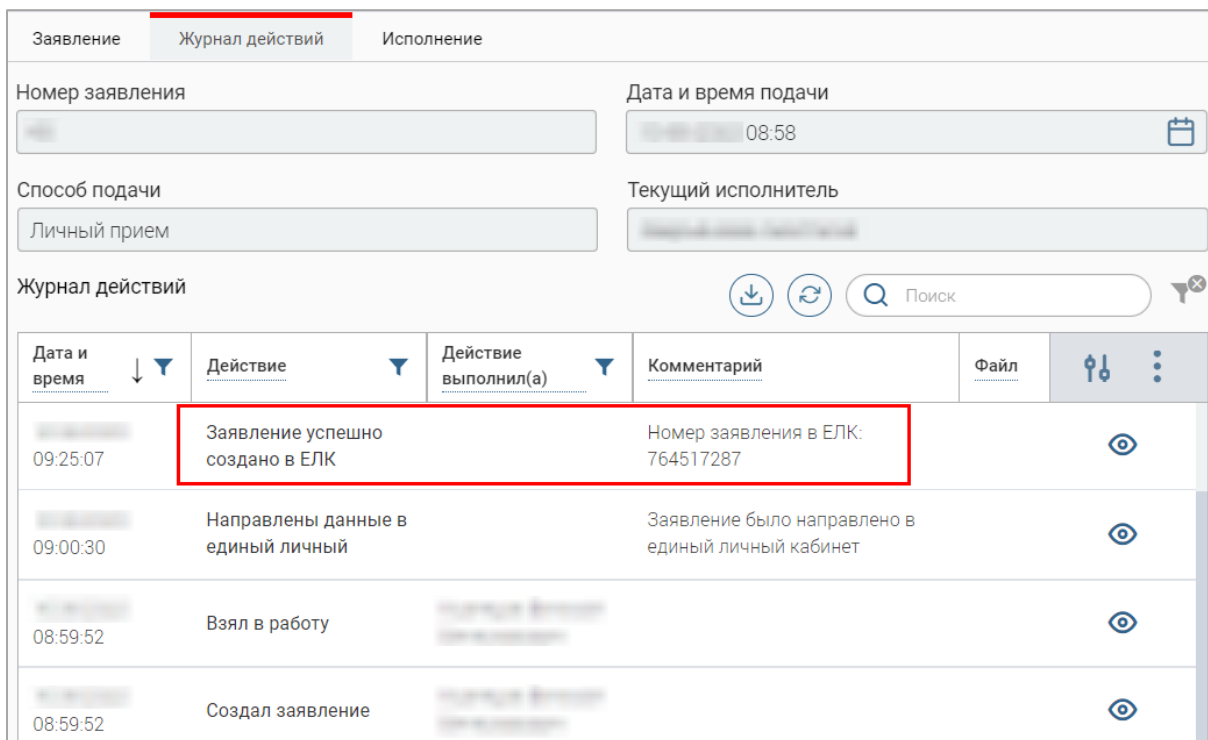 Заявление Журнал действий Исполнение
Номер заявления Дата и время подачи
08:58
Способ подачи Текущий исполнитель
Личный прием
Журнал действий Поиск
Дата и время Действие Действие выполнил(а) Комментарий Файл
Заявление успешно Номер заявления в ЕЛК:
09:25:07 создано в ЕЛК 764517287
Направлены данные в Заявление было направлено в
09:00:30 единый личный единый личный кабинет
Взял в работу
08:59:52
Создал заявление
08:59:52